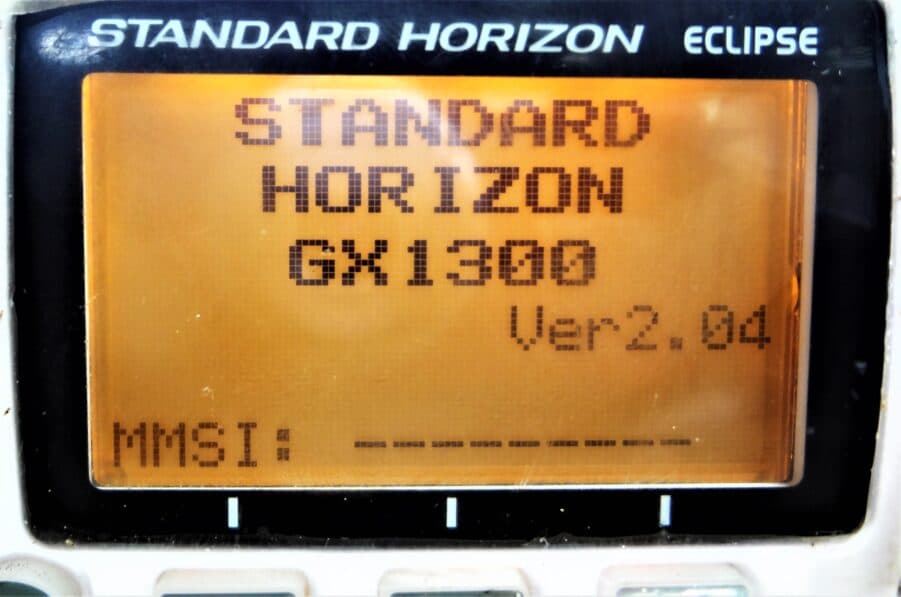 STANDARD HORIZON ECLIPSE
STANDARD
HORIZON
GX1300
Ver2.04
MMSI: ---------